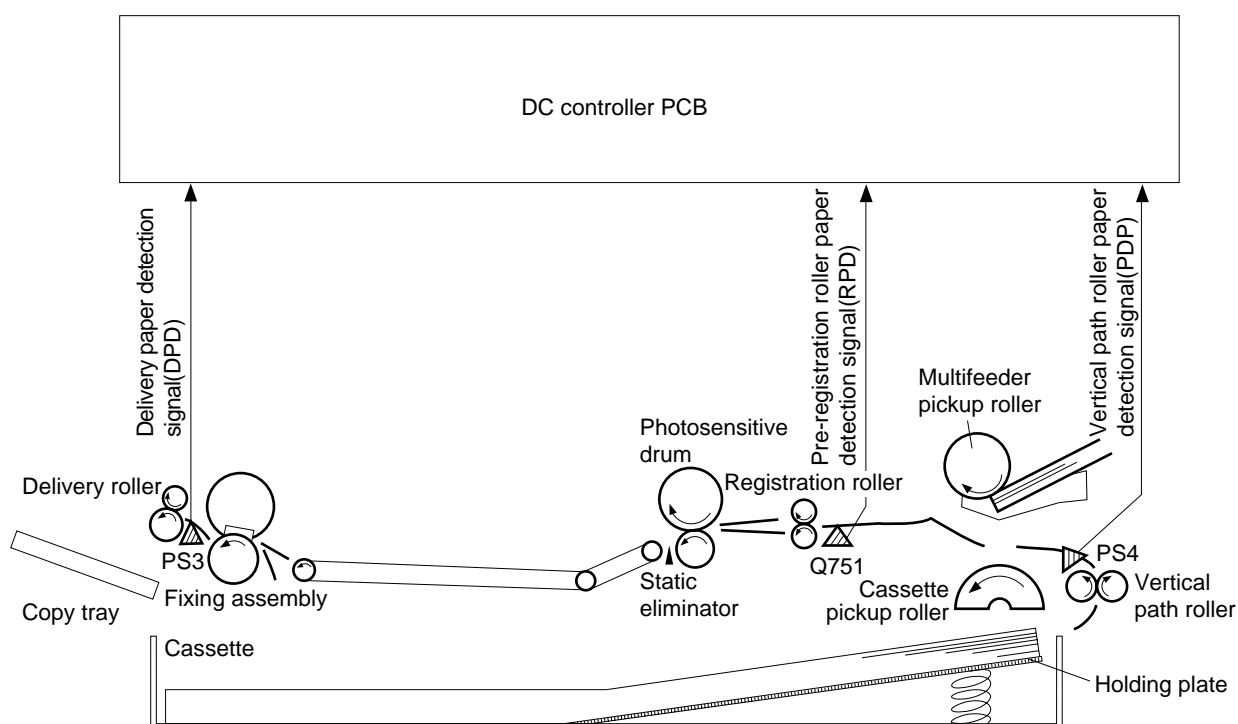 DC controller PCB
Delivery paper detection
signal(DPD)
Pre-registration roller paper
detection signal(RPD)
Vertical path roller paper
detection signal(PDP)
Multifeeder
pickup roller
Photosensitive
drum
Registration roller
Delivery roller
PS3
Q751
PS4
Fixing assembly
Static
eliminator
Cassette
pickup roller
Vertical
path roller
Copy tray
Cassette
Holding plate